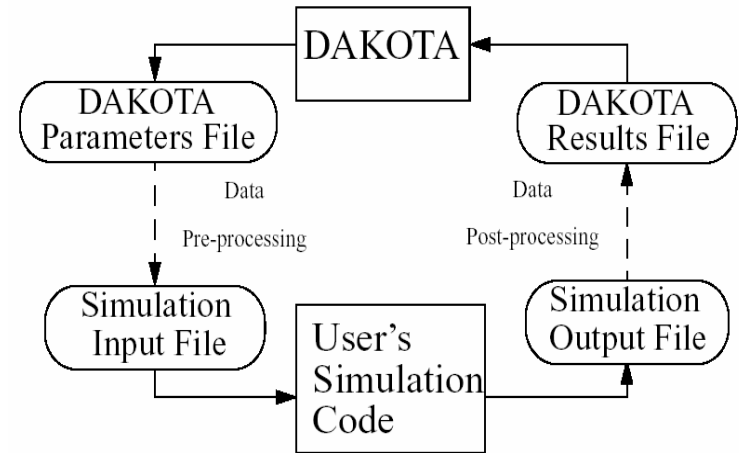 DAKOTA
DAKOTA
Parameters File
DAKOTA
Results File
Data
Pre-processing
Data
Post-processing
Simulation
Input File
User's
Simulation
Code
Simulation
Output File